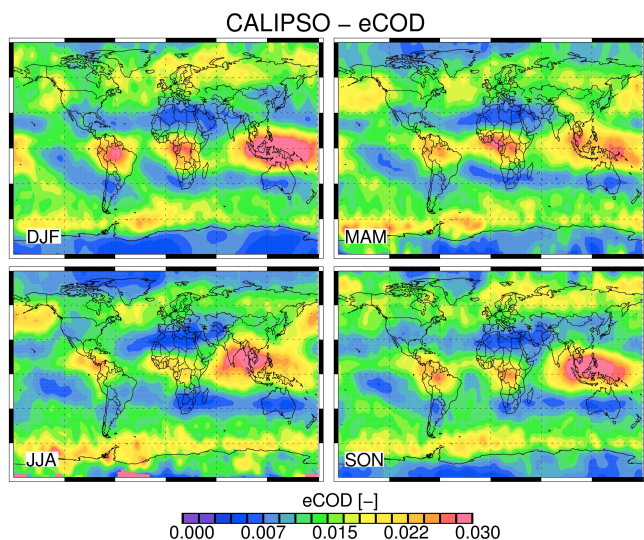 CALIPSO – eCOD
DJF
MAM
JJA
SON
eCOD [–]
0.000 0.007 0.015 0.022 0.030